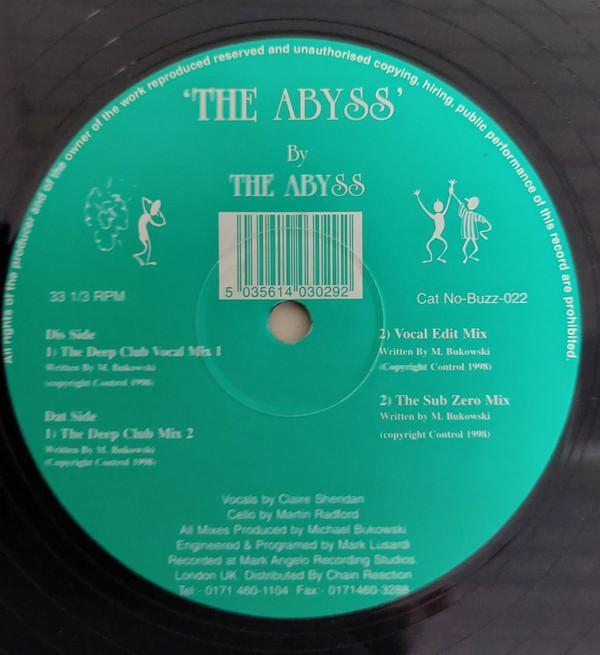 All rights of the producer and of the owner of the work reproduced reserved and unauthorised copying, hiring, public performance of this record are prohibited.
'THE ABYSS'
By
THE ABYSS
5 035614 030292
33 1/3 RPM
Cat No-Buzz-022
Dis Side
1) The Deep Club Vocal Mix 1
Written By M. Bukowski
(copyright Control 1998)
2) Vocal Edit Mix
Written By M. Bukowski
(Copyright Control 1998)
Dat Side
1) The Deep Club Mix 2
Written By M. Bukowski
(Copyright Control 1998)
2) The Sub Zero Mix
Written by M. Bukowski
(copyright Control 1998)
Vocals by Claire Sheridan
Cello by Martin Radford
All Mixes Produced by Michael Bukowski
Engineered & Programed by Mark Lusardi
Recorded at Mark Angelo Recording Studios
London UK. Distributed By Chain Reaction
Tel:- 0171 460-1104 Fax:- 0171460-3288